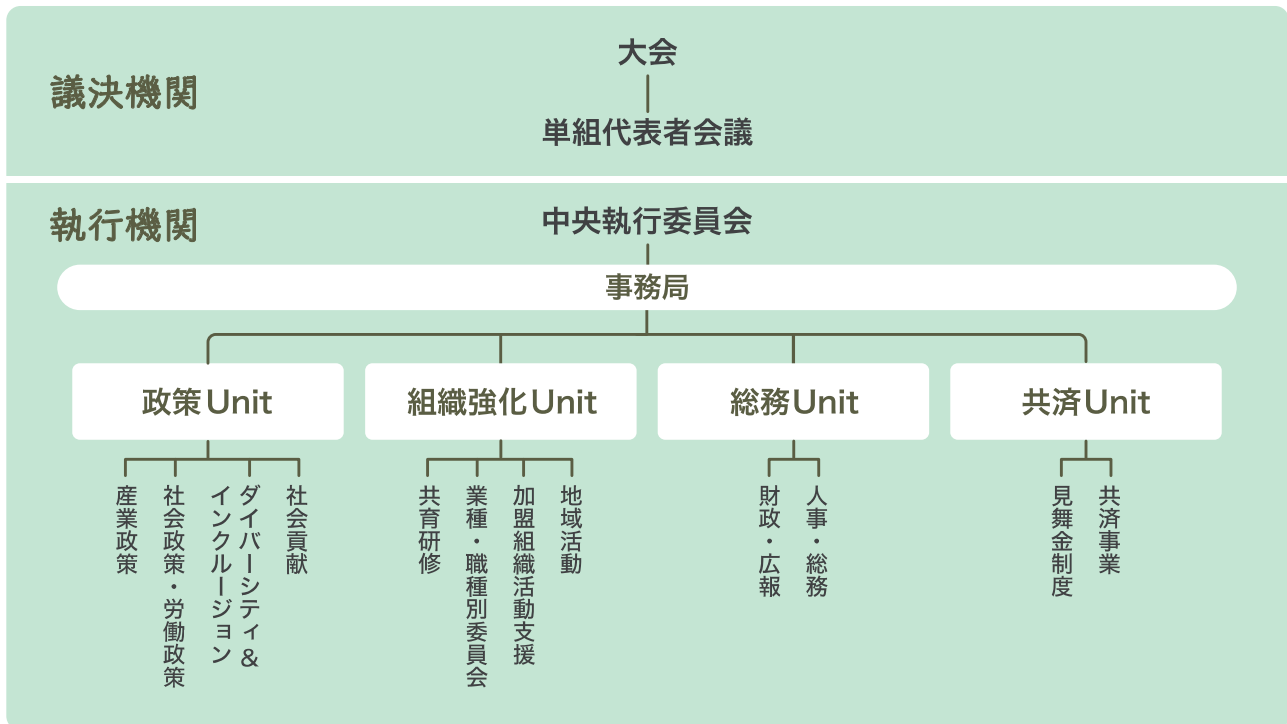 議決機関
大会
単組代表者会議
執行機関
中央執行委員会
事務局
政策Unit
産業政策
社会政策・労働政策
ダイバーシティ&
インクルージョン
社会貢献
組織強化Unit
共育研修
業種・職種別委員会
加盟組織活動支援
地域活動
総務Unit
財政・広報
人事・総務
共済Unit
見舞金制度
共済事業